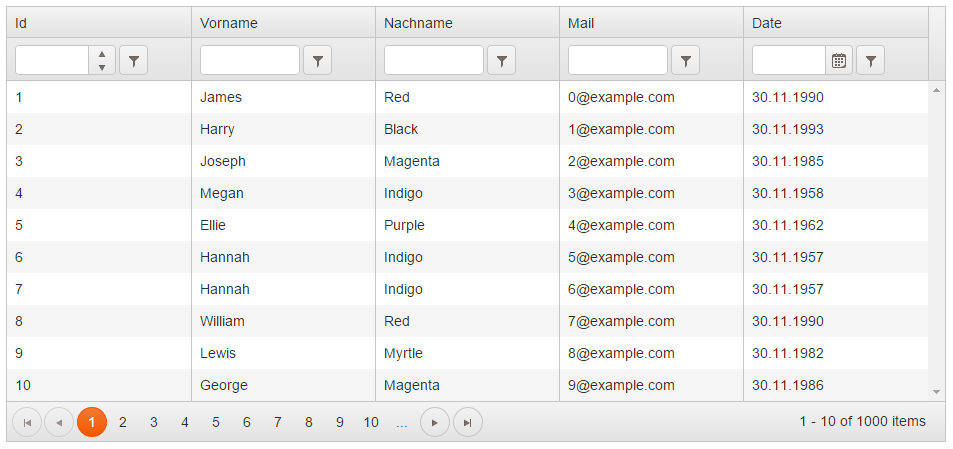 Id Vorname Nachname Mail Date
1 James Red 0@example.com 30.11.1990
2 Harry Black 1@example.com 30.11.1993
3 Joseph Magenta 2@example.com 30.11.1985
4 Megan Indigo 3@example.com 30.11.1958
5 Ellie Purple 4@example.com 30.11.1962
6 Hannah Indigo 5@example.com 30.11.1957
7 Hannah Indigo 6@example.com 30.11.1957
8 William Red 7@example.com 30.11.1990
9 Lewis Myrtle 8@example.com 30.11.1982
10 George Magenta 9@example.com 30.11.1986
1 2 3 4 5 6 7 8 9 10 ... 1 - 10 of 1000 items